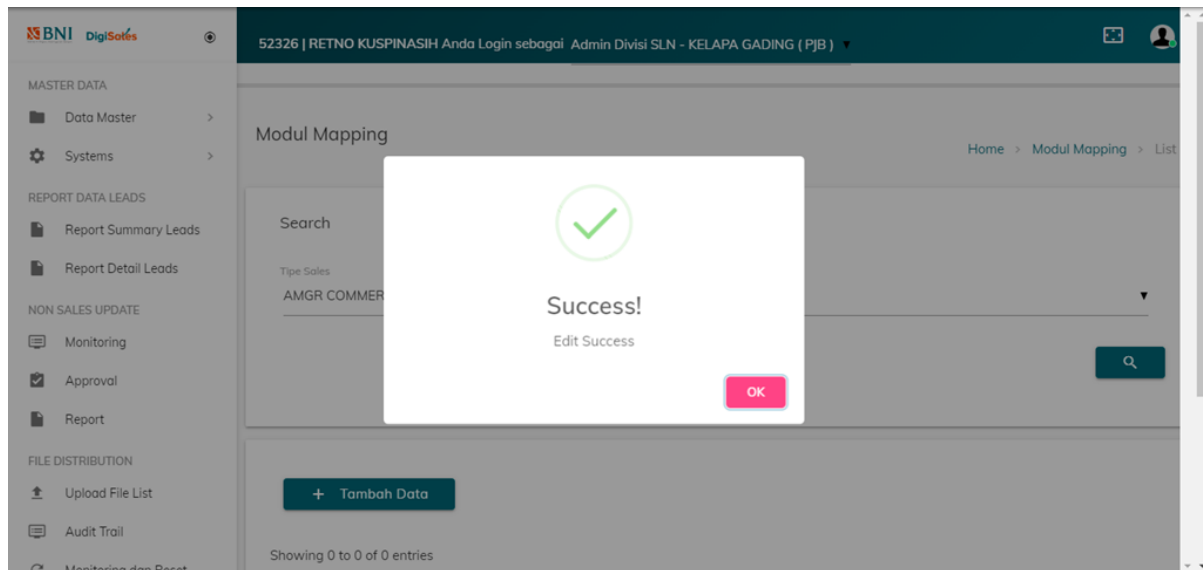 BNI DigiSales
52326 | RETNO KUSPINASIH Anda Login sebagai Admin Divisi SLN - KELAPA GADING ( PJB )
MASTER DATA
Data Master
Systems
REPORT DATA LEADS
Report Summary Leads
Report Detail Leads
NON SALES UPDATE
Monitoring
Approval
Report
FILE DISTRIBUTION
Upload File List
Audit Trail
Monitoring dan Reset
Modul Mapping
Home > Modul Mapping > List
Search
Tipe Sales
AMGR COMMER
Success!
Edit Success
OK
+ Tambah Data
Showing 0 to 0 of 0 entries